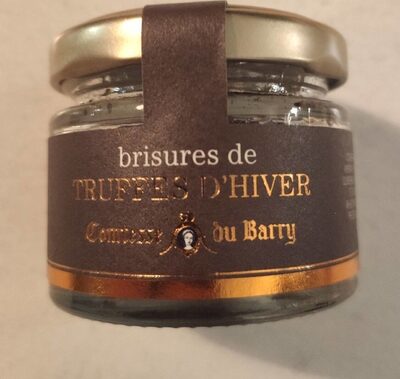 brisures de
TRUFFES D'HIVER
Comtesse du Barry